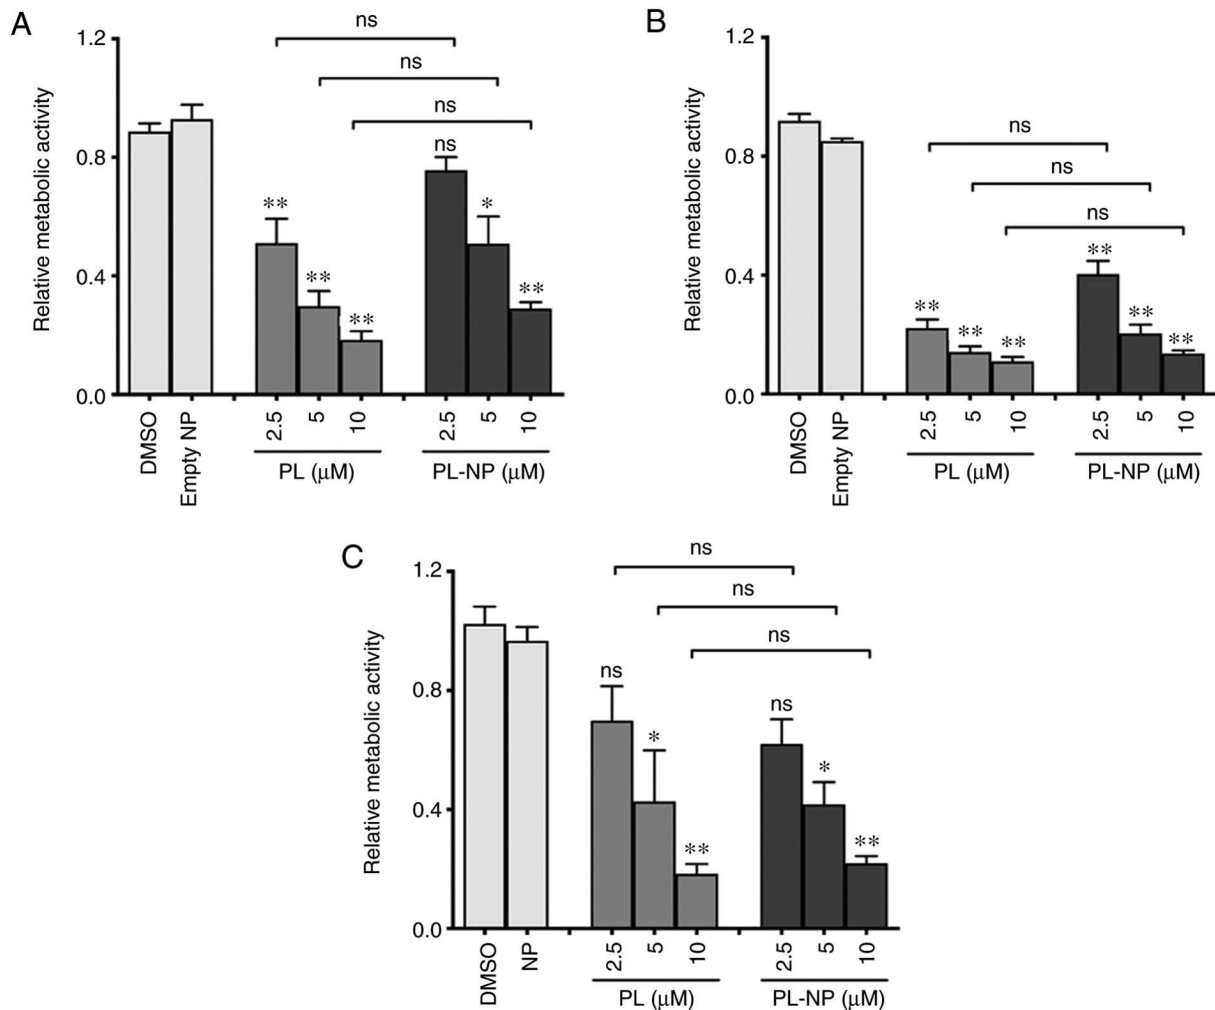 A
Relative metabolic activity
1.2
0.8
0.4
0.0
ns
ns
ns
**
**
**
ns
*
**
DMSO
Empty NP
2.5
5
10
2.5
5
10
PL (μM)
PL-NP (μM)
B
Relative metabolic activity
1.2
0.8
0.4
0.0
ns
ns
ns
**
**
**
**
**
**
DMSO
Empty NP
2.5
5
10
2.5
5
10
PL (μM)
PL-NP (μM)
C
Relative metabolic activity
1.2
0.8
0.4
0.0
ns
ns
ns
ns
*
**
ns
*
**
DMSO
NP
2.5
5
10
2.5
5
10
PL (μM)
PL-NP (μM)